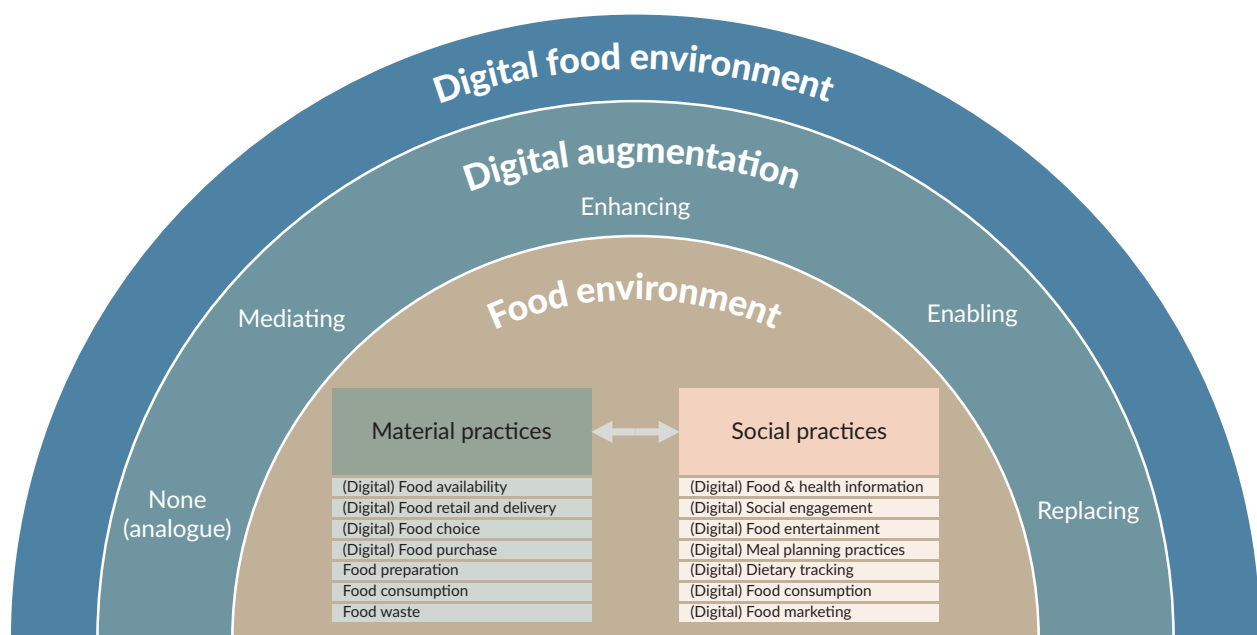 Digital food environment
Digital augmentation
Enhancing
Mediating
Enabling
None
(analogue)
Replacing
Food environment
Material practices
(Digital) Food availability
(Digital) Food retail and delivery
(Digital) Food choice
(Digital) Food purchase
Food preparation
Food consumption
Food waste
Social practices
(Digital) Food & health information
(Digital) Social engagement
(Digital) Food entertainment
(Digital) Meal planning practices
(Digital) Dietary tracking
(Digital) Food consumption
(Digital) Food marketing